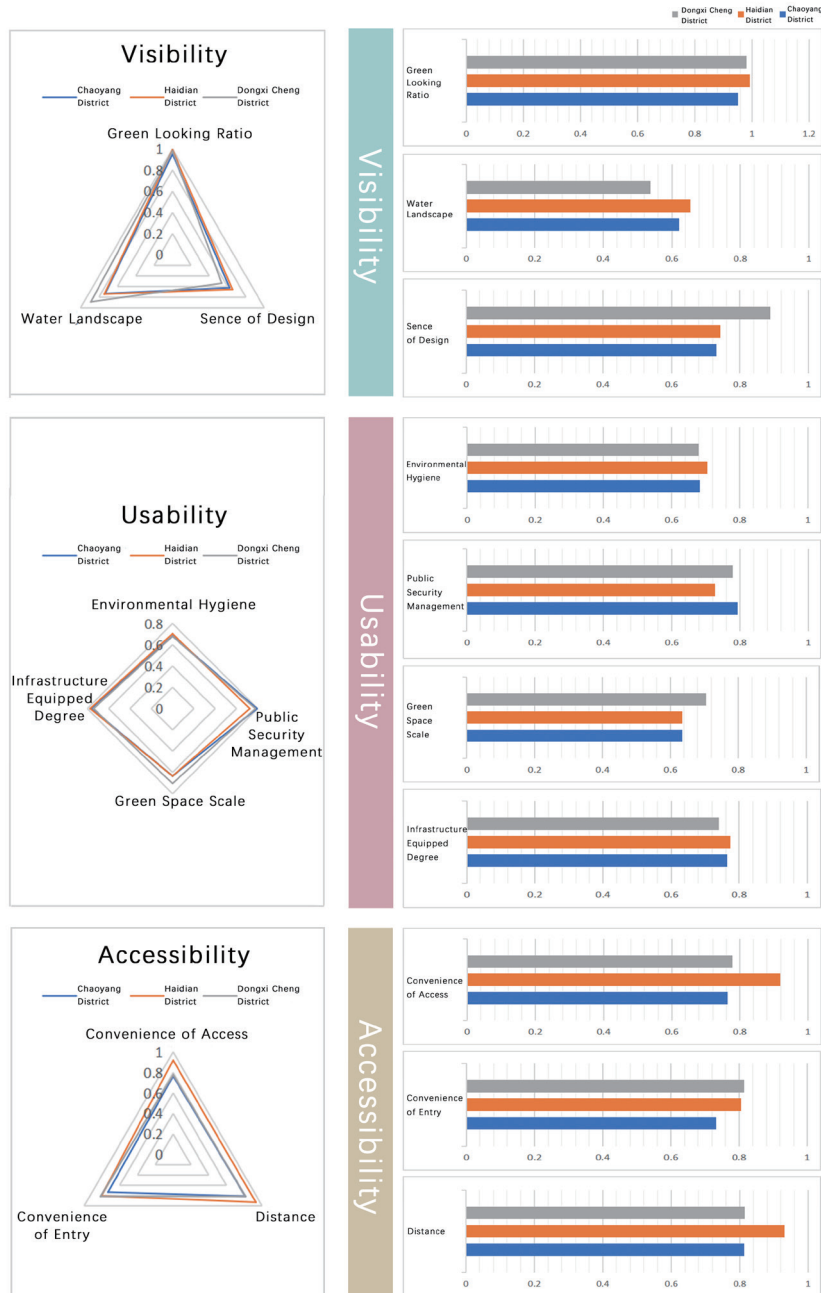 Dongxi Cheng District
Haidian District
Chaoyang District
Visibility
Chaoyang District
Haidian District
Dongxi Cheng District
Green Looking Ratio
1
0.8
0.6
0.4
0.2
0
Water Landscape
Sence of Design
Visibility
Green Looking Ratio
0 0.2 0.4 0.6 0.8 1 1.2
Water Landscape
0 0.2 0.4 0.6 0.8 1
Sence of Design
0 0.2 0.4 0.6 0.8 1
Usability
Chaoyang District
Haidian District
Dongxi Cheng District
Environmental Hygiene
0.8
0.6
0.4
0.2
0
Infrastructure Equipped Degree
Public Security Management
Green Space Scale
Usability
Environmental Hygiene
0 0.2 0.4 0.6 0.8 1
Public Security Management
0 0.2 0.4 0.6 0.8 1
Green Space Scale
0 0.2 0.4 0.6 0.8 1
Infrastructure Equipped Degree
0 0.2 0.4 0.6 0.8 1
Accessibility
Chaoyang District
Haidian District
Dongxi Cheng District
Convenience of Access
1
0.8
0.6
0.4
0.2
0
Convenience of Entry
Distance
Accessibility
Convenience of Access
0 0.2 0.4 0.6 0.8 1
Convenience of Entry
0 0.2 0.4 0.6 0.8 1
Distance
0 0.2 0.4 0.6 0.8 1